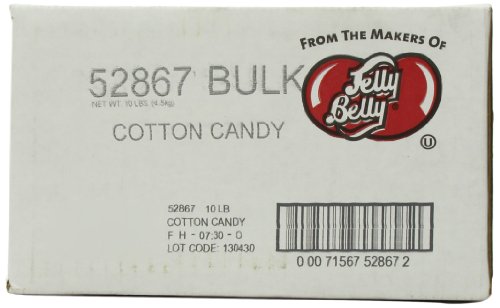 FROM THE MAKERS OF
Jelly
Belly
U
52867 BULK
NET WT. 10 LBS (4.5kg)
COTTON CANDY
52867 10 LB
COTTON CANDY
F H - 07:30 - O
LOT CODE: 130430
0 00 71567 52867 2